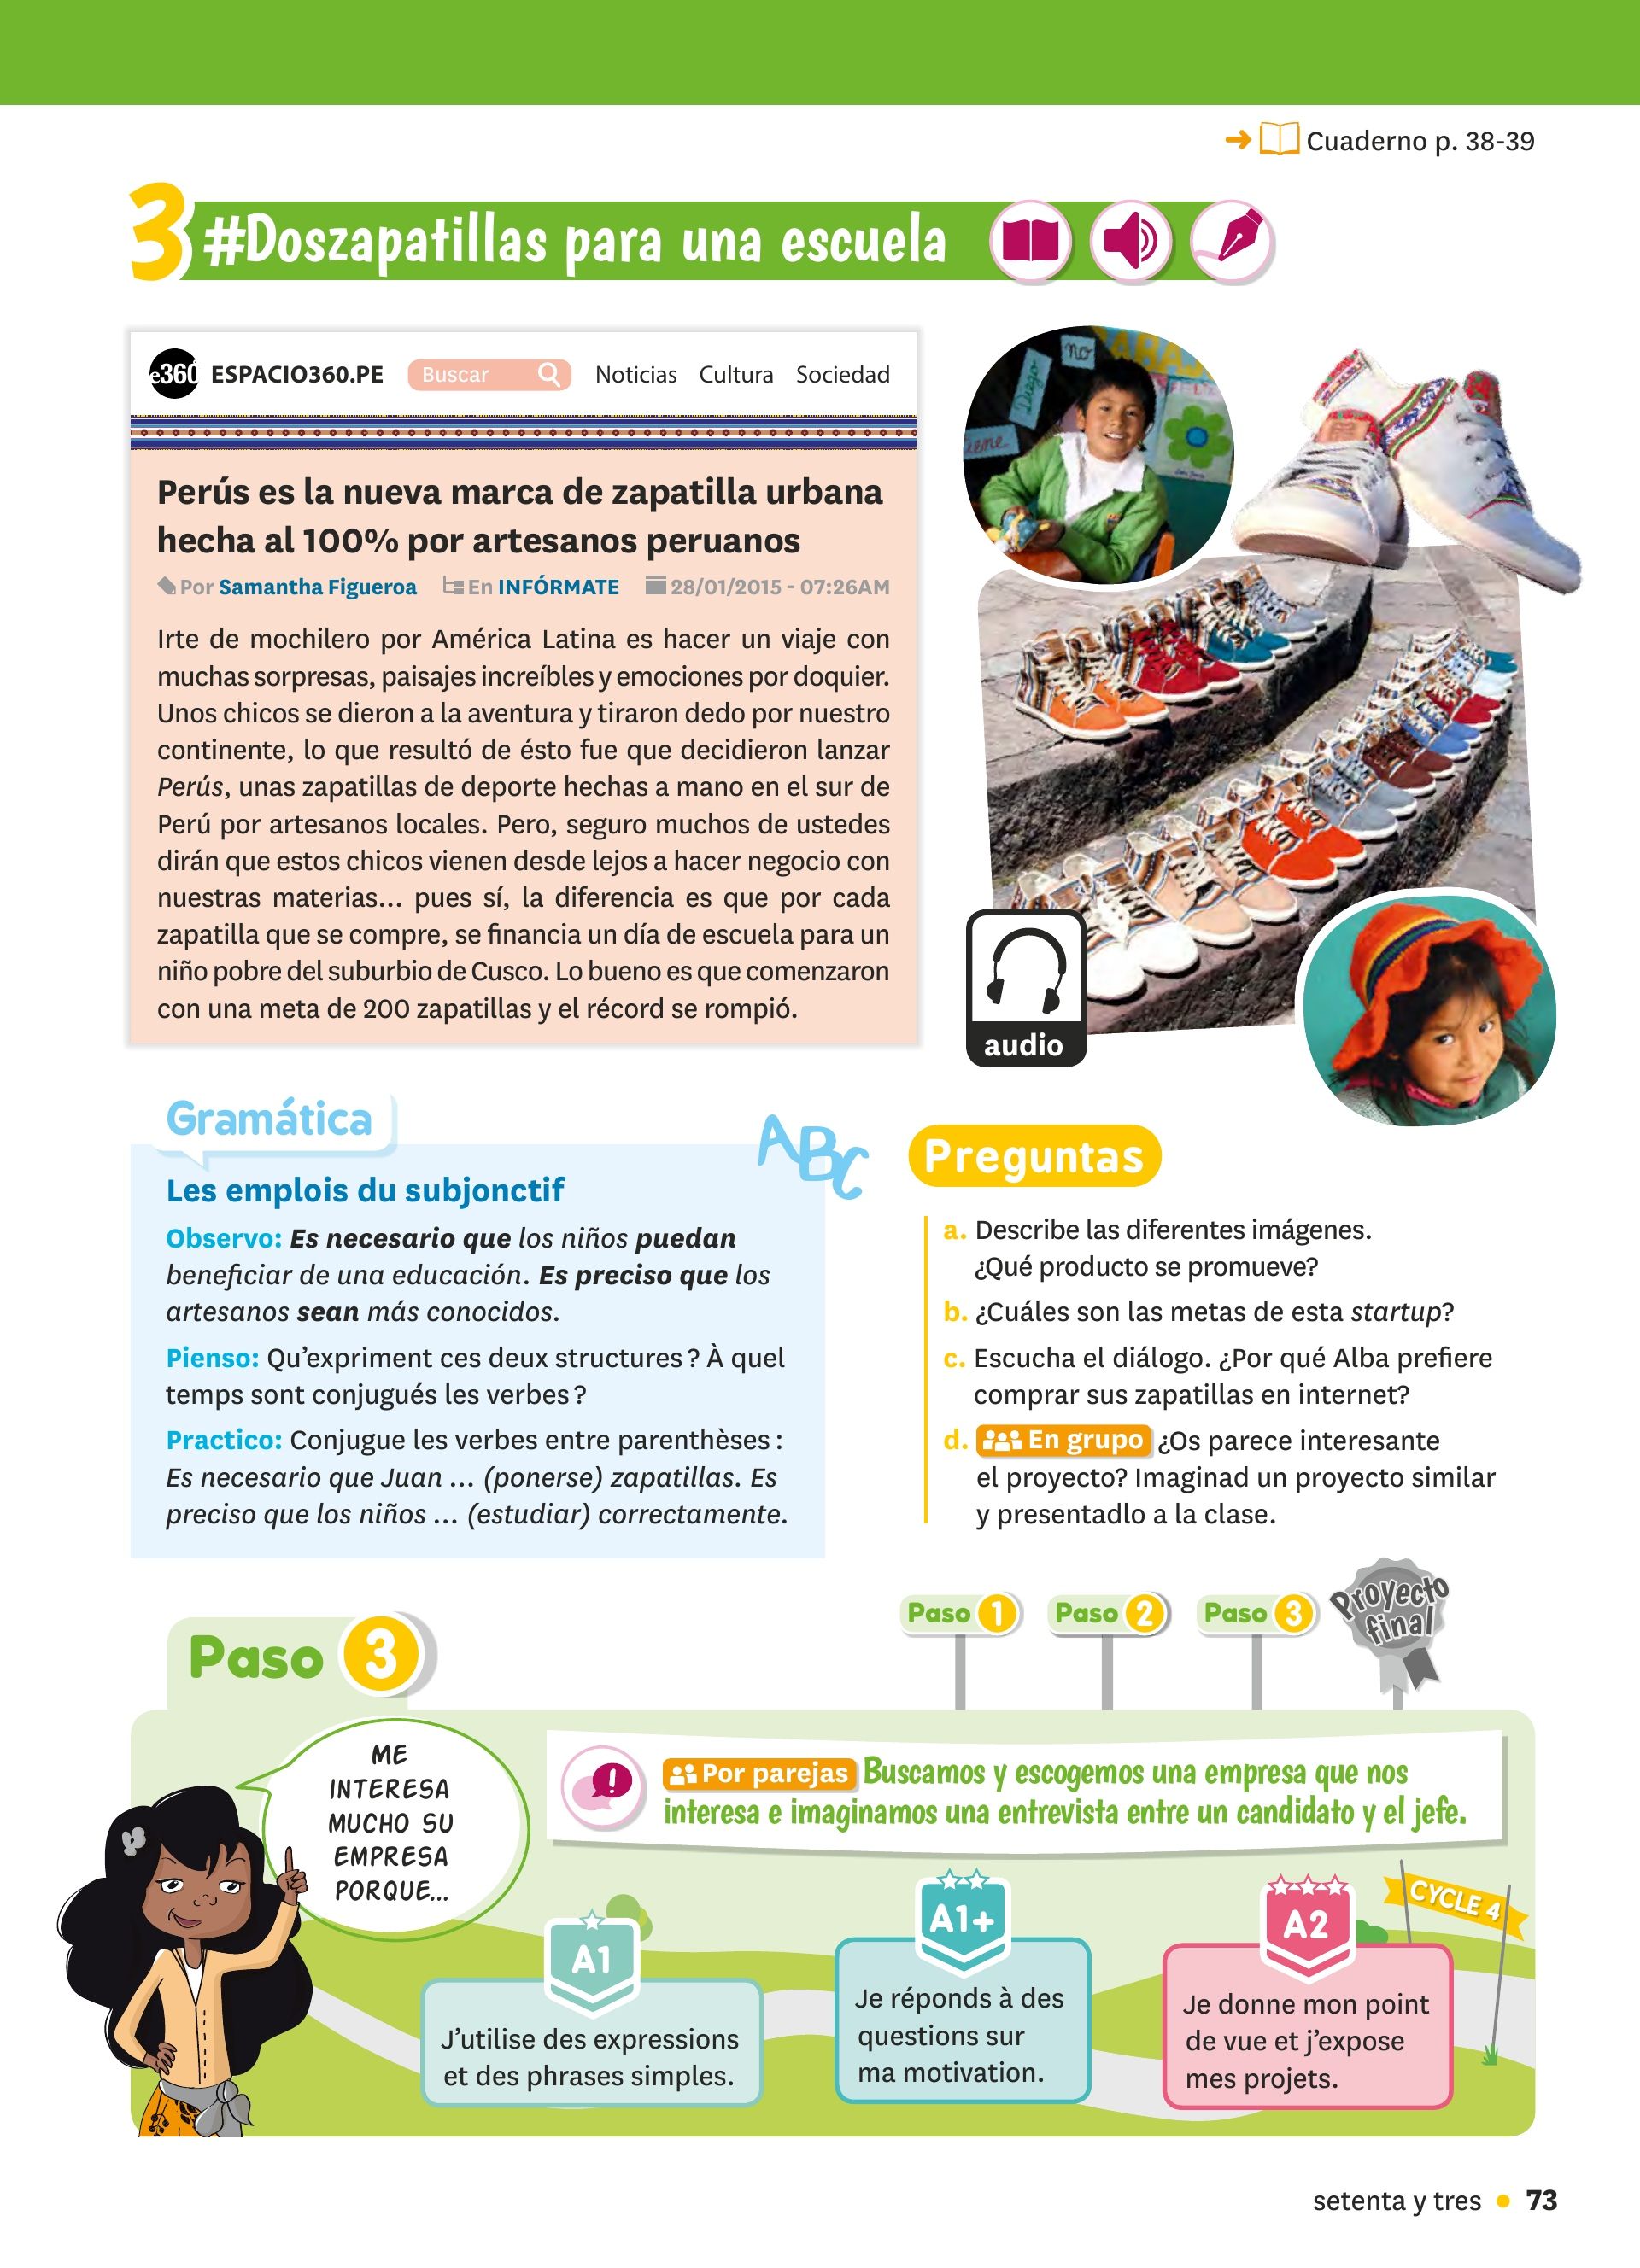 Cuaderno p. 38-39
3 #Doszapatillas para una escuela
e360 ESPACIO360.PE Buscar Noticias Cultura Sociedad
Perús es la nueva marca de zapatilla urbana
hecha al 100% por artesanos peruanos
Por Samantha Figueroa En INFÓRMATE 28/01/2015 - 07:26AM
Irte de mochilero por América Latina es hacer un viaje con
muchas sorpresas, paisajes increíbles y emociones por doquier.
Unos chicos se dieron a la aventura y tiraron dedo por nuestro
continente, lo que resultó de ésto fue que decidieron lanzar
Perús, unas zapatillas de deporte hechas a mano en el sur de
Perú por artesanos locales. Pero, seguro muchos de ustedes
dirán que estos chicos vienen desde lejos a hacer negocio con
nuestras materias... pues sí, la diferencia es que por cada
zapatilla que se compre, se financia un día de escuela para un
niño pobre del suburbio de Cusco. Lo bueno es que comenzaron
con una meta de 200 zapatillas y el récord se rompió.
no
Diego
iene
audio
Gramática
ABC
Les emplois du subjonctif
Observo: Es necesario que los niños puedan
beneficiar de una educación. Es preciso que los
artesanos sean más conocidos.
Pienso: Qu'expriment ces deux structures ? À quel
temps sont conjugués les verbes ?
Practico: Conjugue les verbes entre parenthèses :
Es necesario que Juan ... (ponerse) zapatillas. Es
preciso que los niños ... (estudiar) correctamente.
Preguntas
a. Describe las diferentes imágenes.
¿Qué producto se promueve?
b. ¿Cuáles son las metas de esta startup?
c. Escucha el diálogo. ¿Por qué Alba prefiere
comprar sus zapatillas en internet?
d. En grupo ¿Os parece interesante
el proyecto? Imaginad un proyecto similar
y presentadlo a la clase.
Paso 1 Paso 2 Paso 3 Proyecto
final
Paso 3
ME
INTERESA
MUCHO SU
EMPRESA
PORQUE...
Por parejas Buscamos y escogemos una empresa que nos
interesa e imaginamos una entrevista entre un candidato y el jefe.
A1
J'utilise des expressions
et des phrases simples.
A1+
Je réponds à des
questions sur
ma motivation.
A2
Je donne mon point
de vue et j'expose
mes projets.
CYCLE 4
setenta y tres • 73